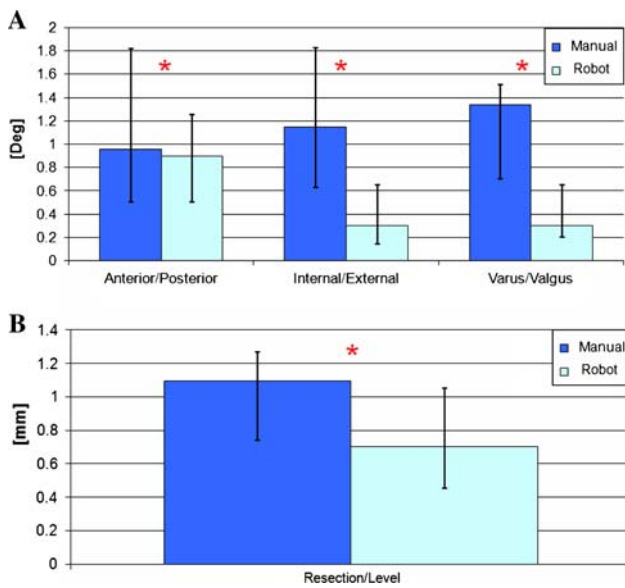 A
[Deg]
2
1.8
1.6
1.4
1.2
1
0.8
0.6
0.4
0.2
0
*
*
*
Manual
Robot
Anterior/Posterior
Internal/External
Varus/Valgus
B
[mm]
1.4
1.2
1
0.8
0.6
0.4
0.2
0
*
Manual
Robot
Resection/Level